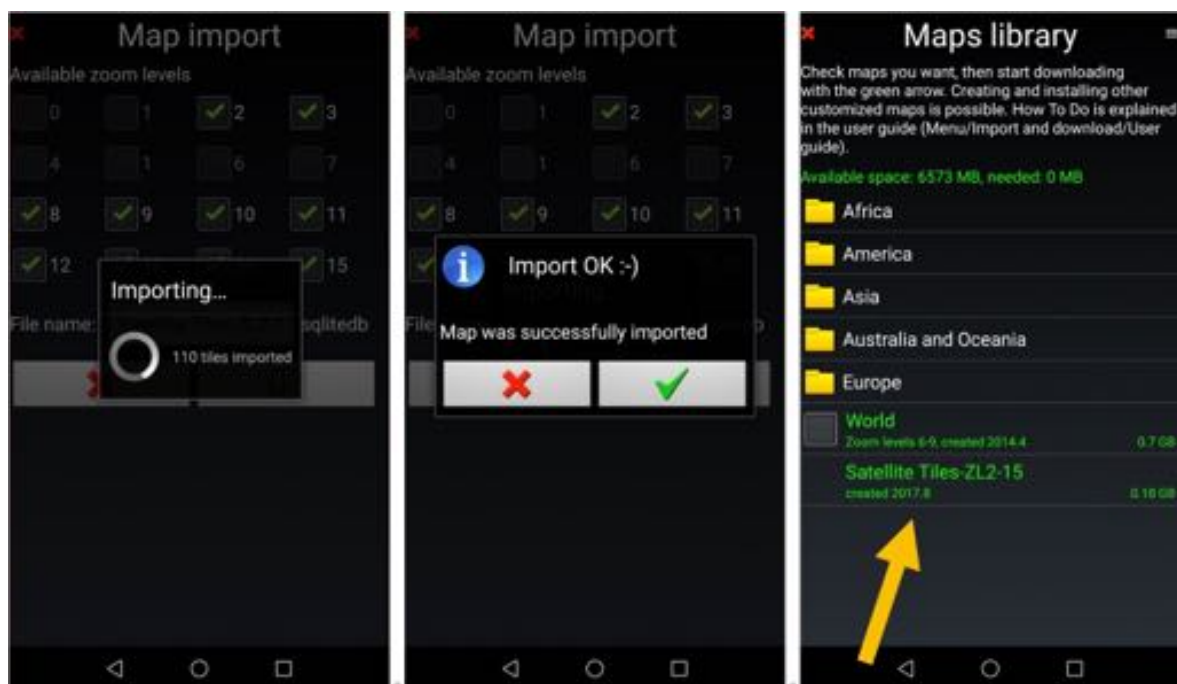 Map import
Available zoom levels
0 1 2 3
4 1 6 7
8 9 10 11
12 15
Importing...
File name: sqlitedb
110 tiles imported
Map import
Available zoom levels
0 1 2 3
4 1 6 7
8 9 10 11
Import OK :-)
File
Map was successfully imported
Maps library
Check maps you want, then start downloading
with the green arrow. Creating and installing other
customized maps is possible. How To Do is explained
in the user guide (Menu/Import and download/User
guide).
Available space: 6573 MB, needed: 0 MB
Africa
America
Asia
Australia and Oceania
Europe
World
Zoom levels 6-9, created 2014.4 0.7 GB
Satellite Tiles-ZL2-15
created 2017.8 0.18 GB